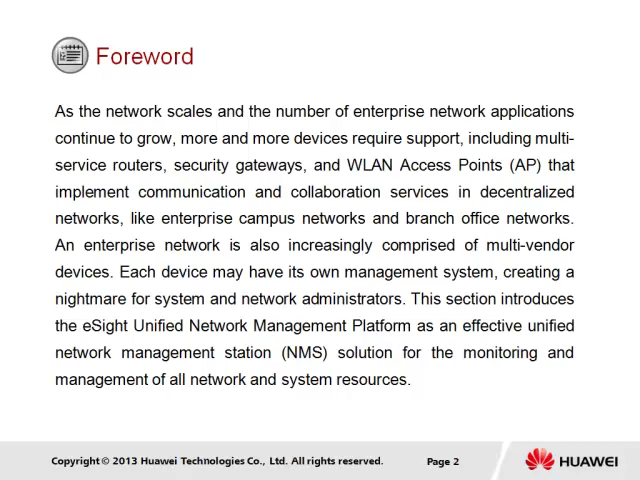 Foreword
As the network scales and the number of enterprise network applications
continue to grow, more and more devices require support, including multi-
service routers, security gateways, and WLAN Access Points (AP) that
implement communication and collaboration services in decentralized
networks, like enterprise campus networks and branch office networks.
An enterprise network is also increasingly comprised of multi-vendor
devices. Each device may have its own management system, creating a
nightmare for system and network administrators. This section introduces
the eSight Unified Network Management Platform as an effective unified
network management station (NMS) solution for the monitoring and
management of all network and system resources.
Copyright © 2013 Huawei Technologies Co., Ltd. All rights reserved. Page 2 HUAWEI